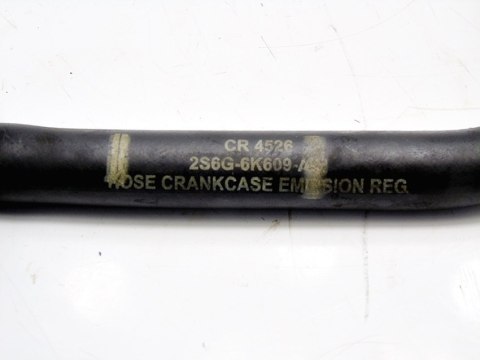 CR 4526
2S6G-6K609-
HOSE CRANKCASE EMISSION REG